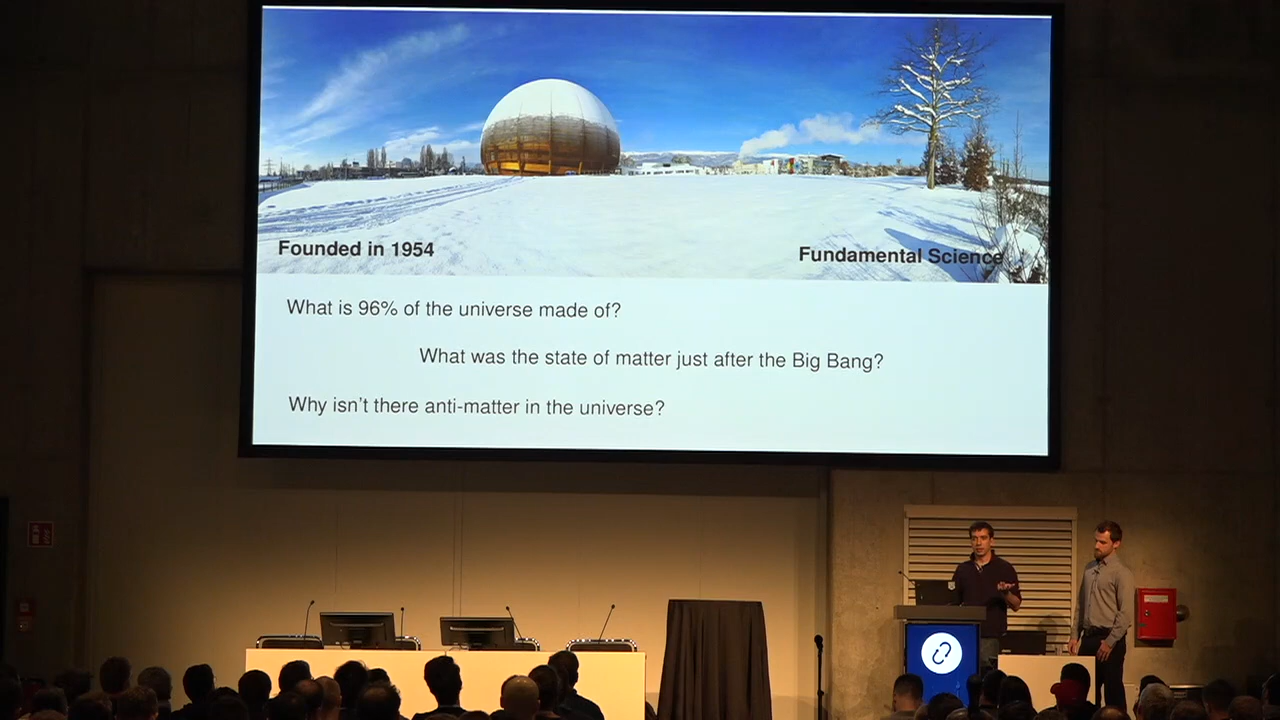 Founded in 1954
Fundamental Science
What is 96% of the universe made of?
What was the state of matter just after the Big Bang?
Why isn't there anti-matter in the universe?